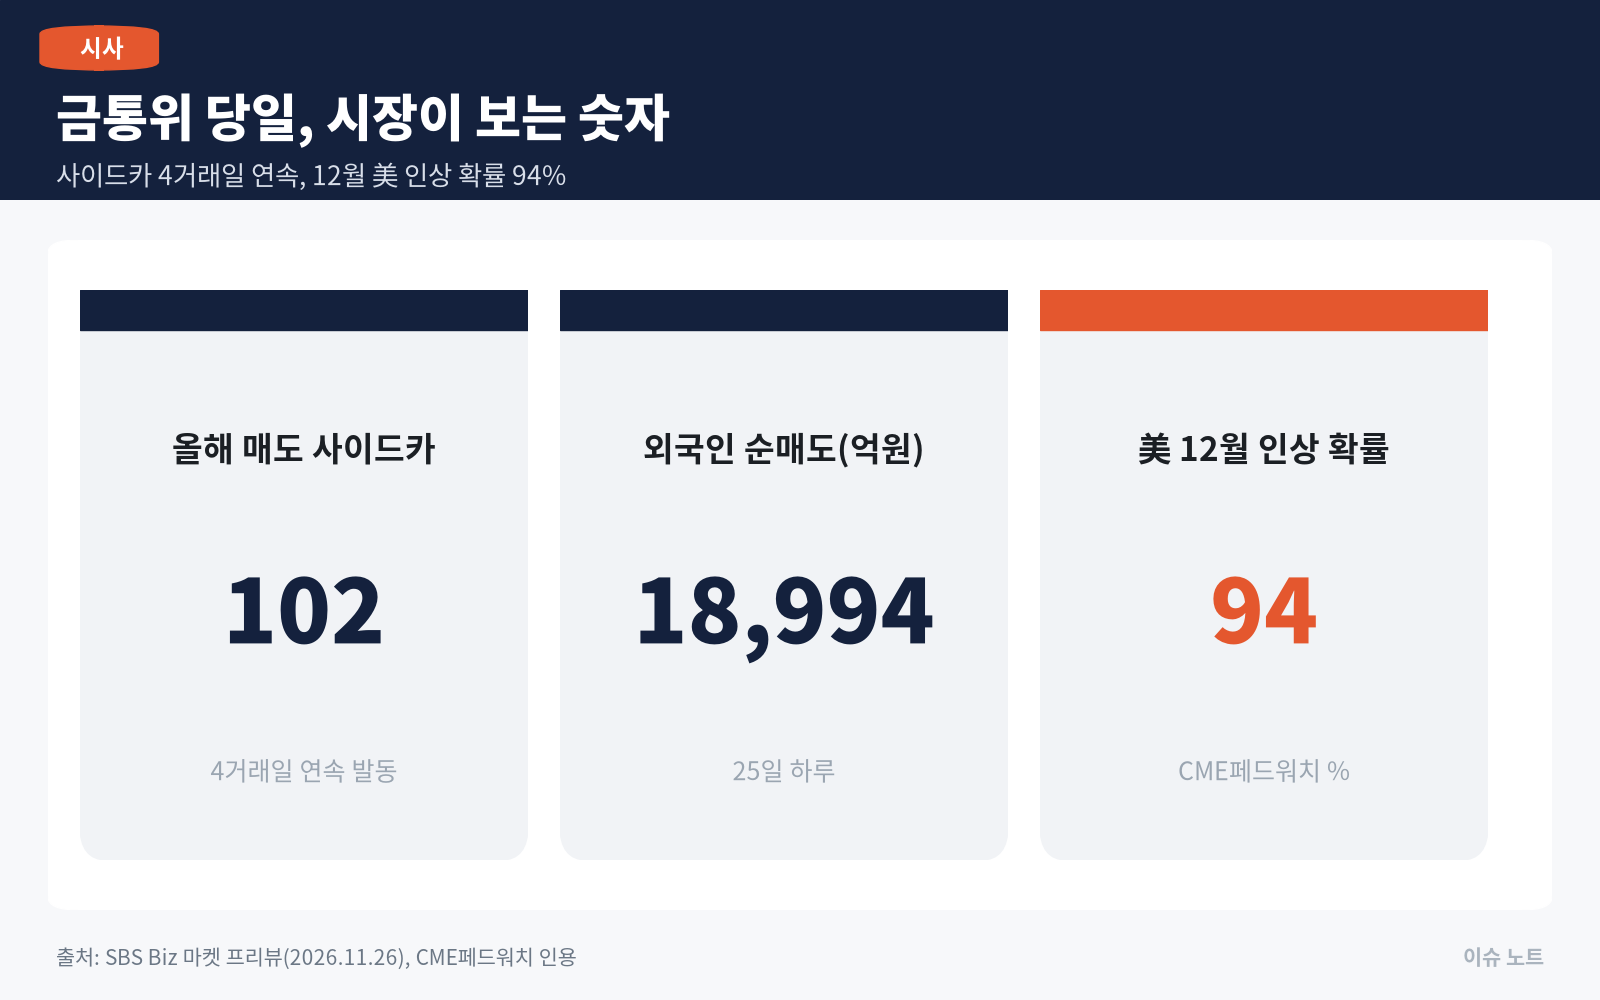 시사
금통위 당일, 시장이 보는 숫자
사이드카 4거래일 연속, 12월 美 인상 확률 94%
올해 매도 사이드카
102
4거래일 연속 발동
외국인 순매도(억원)
18,994
25일 하루
美 12월 인상 확률
94
CME페드워치 %
출처: SBS Biz 마켓 프리뷰(2026.11.26), CME페드워치 인용
이슈 노트